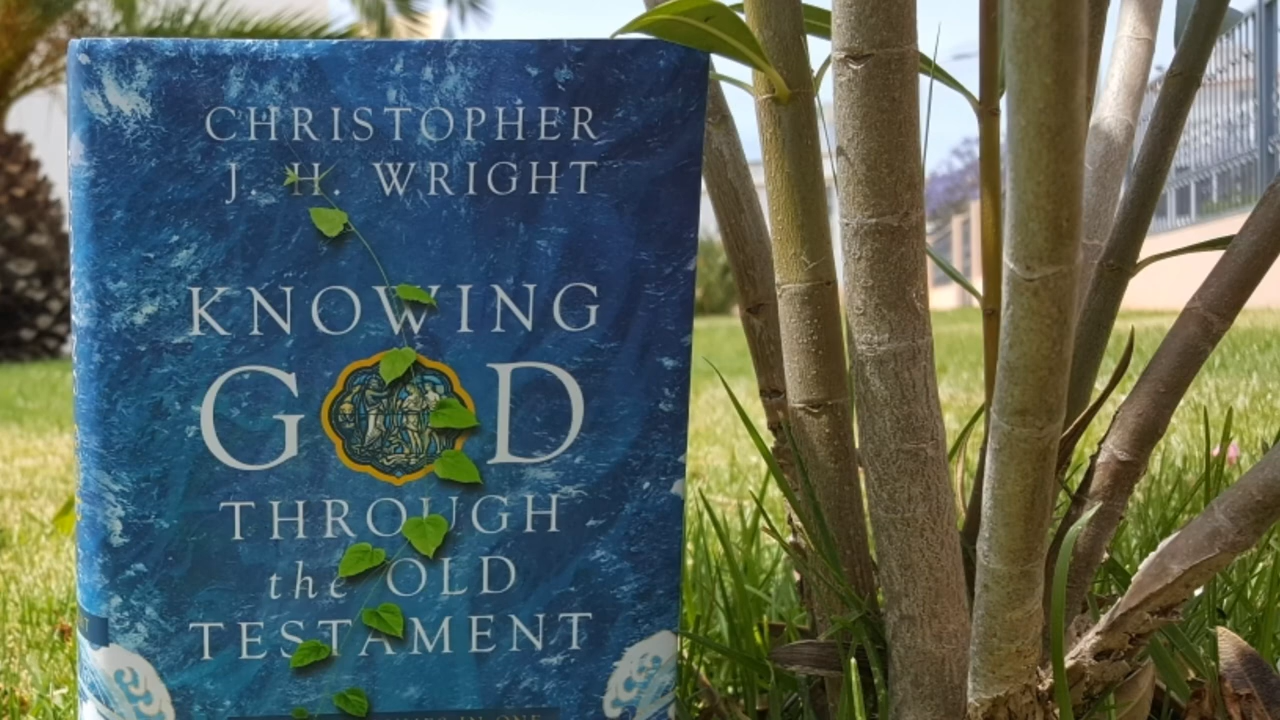 CHRISTOPHER
J. H. WRIGHT
KNOWING
GOD
THROUGH
the OLD
TESTAMENT